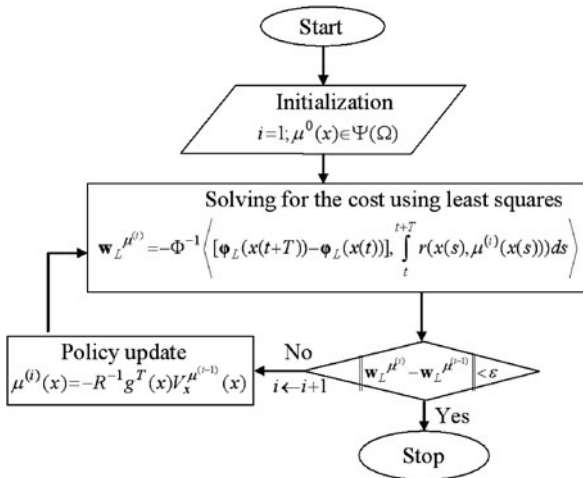 Start
Initialization
i=1; μ⁰(x)∈Ψ(Ω)
Solving for the cost using least squares
w_L^{μ^{(i)}}=−Φ^{−1}⟨[φ_L(x(t+T))−φ_L(x(t))], ∫_t^{t+T} r(x(s),μ^{(i)}(x(s)))ds⟩
Policy update
μ^{(i)}(x)=−R^{−1}g^T(x)V_x^{μ^{(i−1)}}(x)
No
i←i+1
‖w_L^{μ^{(i)}}−w_L^{μ^{(i−1)}}‖<ε
Yes
Stop